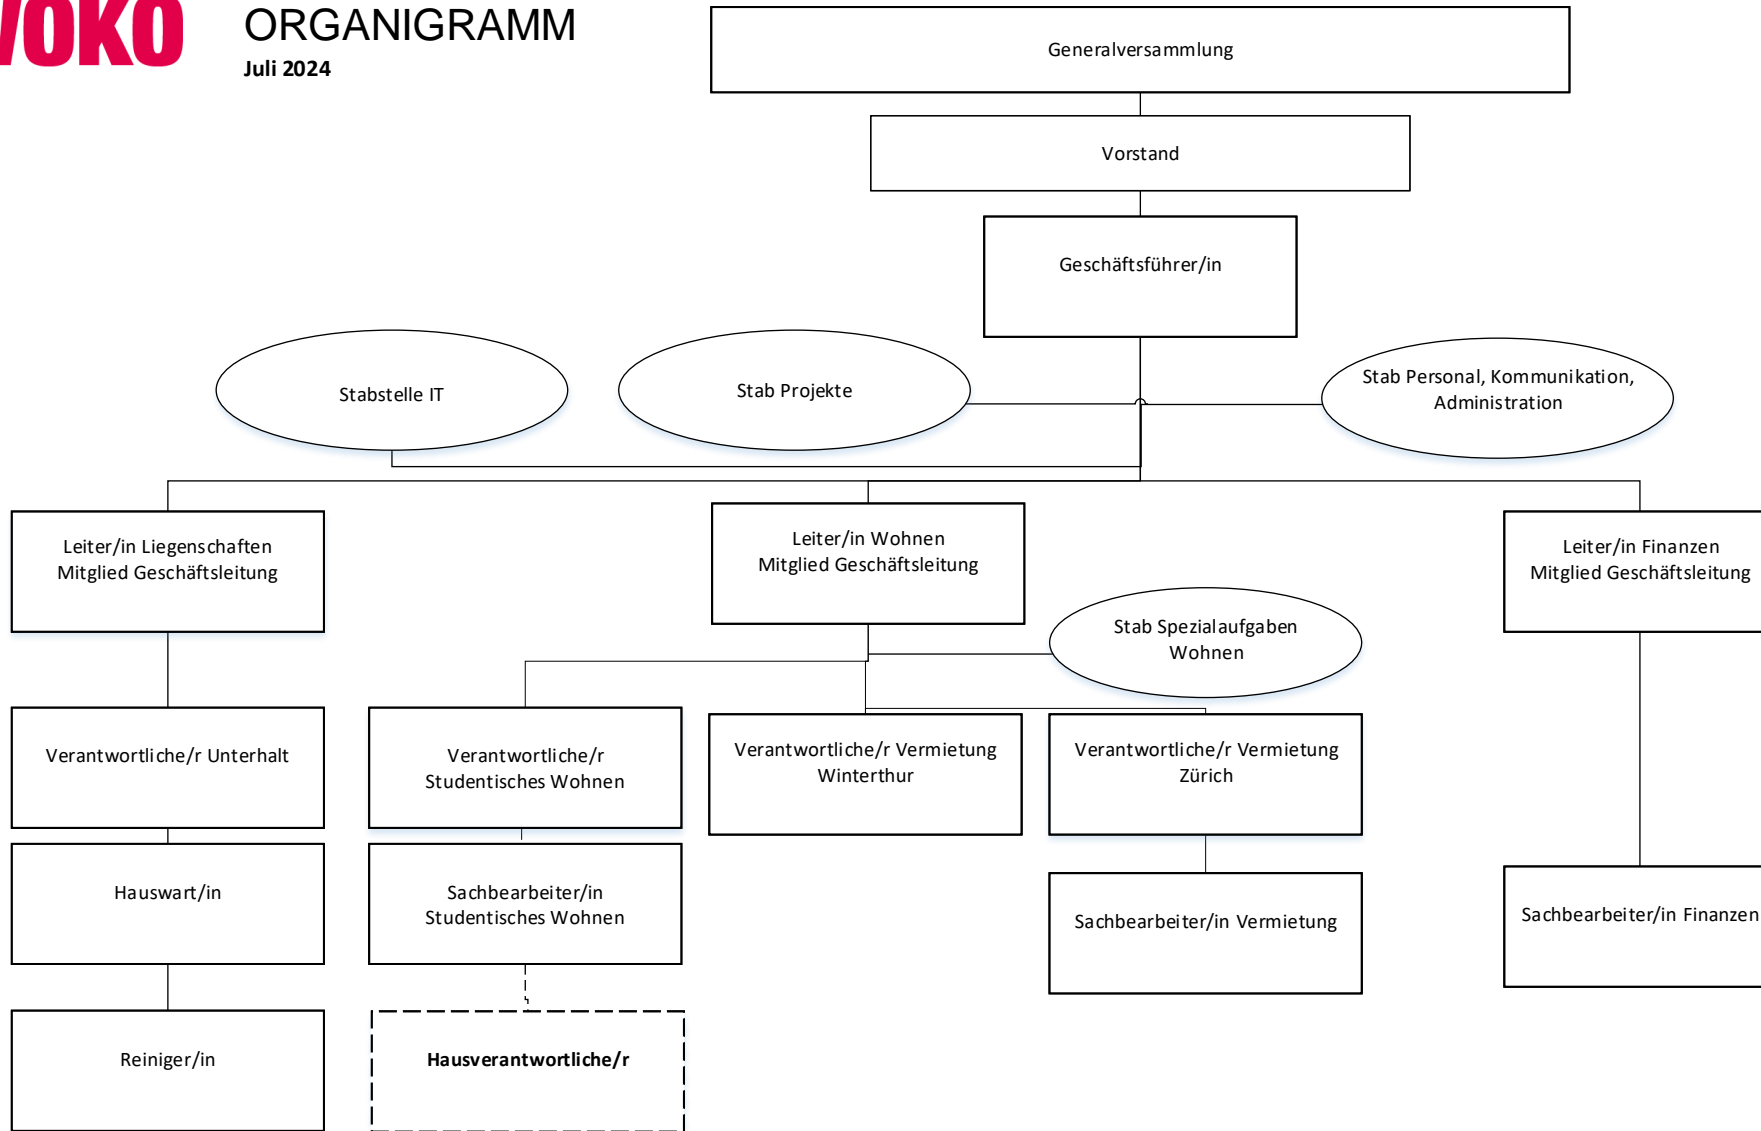 WOKO
ORGANIGRAMM
Juli 2024
Generalversammlung
Vorstand
Geschäftsführer/in
Stabstelle IT
Stab Projekte
Stab Personal, Kommunikation,
Administration
Leiter/in Liegenschaften
Mitglied Geschäftsleitung
Leiter/in Wohnen
Mitglied Geschäftsleitung
Leiter/in Finanzen
Mitglied Geschäftsleitung
Stab Spezialaufgaben
Wohnen
Verantwortliche/r Unterhalt
Verantwortliche/r
Studentisches Wohnen
Verantwortliche/r Vermietung
Winterthur
Verantwortliche/r Vermietung
Zürich
Hauswart/in
Sachbearbeiter/in
Studentisches Wohnen
Sachbearbeiter/in Vermietung
Sachbearbeiter/in Finanzen
Reiniger/in
Hausverantwortliche/r